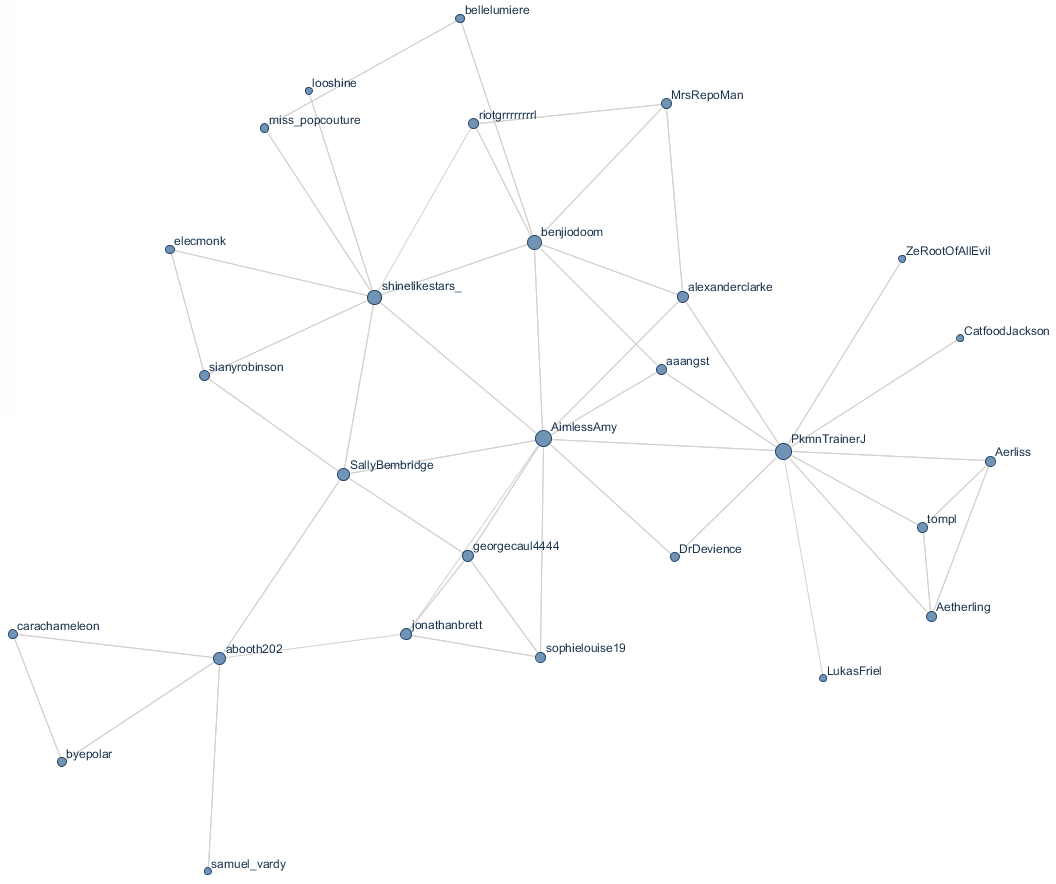 bellelumiere
looshine
MrsRepoMan
riotgrrrrrrrrl
miss_popcouture
benjiodoom
elecmonk
ZeRootOfAllEvil
shinelikestars_
alexanderclarke
CatfoodJackson
aaangst
sianyrobinson
AimlessAmy
PkmnTrainerJ
Aerliss
SallyBembridge
tompl
georgecaul4444
DrDevience
Aetherling
carachameleon
jonathanbrett
abooth202
sophielouise19
LukasFriel
byepolar
samuel_vardy